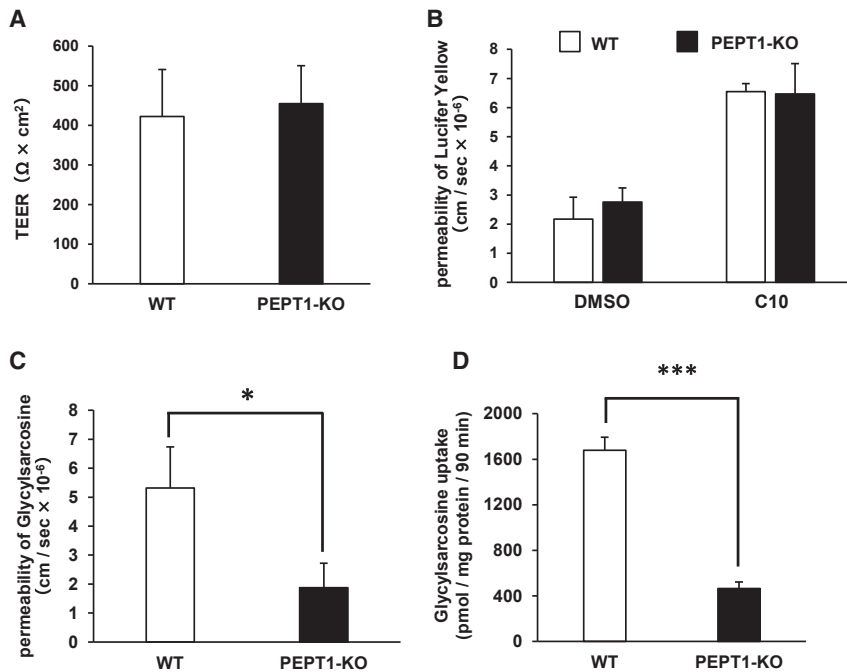 A
TEER (Ω × cm²)
600
500
400
300
200
100
0
WT
PEPT1-KO
B
WT
PEPT1-KO
permeability of Lucifer Yellow
(cm / sec × 10⁻⁶)
8
7
6
5
4
3
2
1
0
DMSO
C10
C
permeability of Glycylsarcosine
(cm / sec × 10⁻⁶)
8
7
6
5
4
3
2
1
0
*
WT
PEPT1-KO
D
Glycylsarcosine uptake
(pmol / mg protein / 90 min)
2000
1600
1200
800
400
0
***
WT
PEPT1-KO